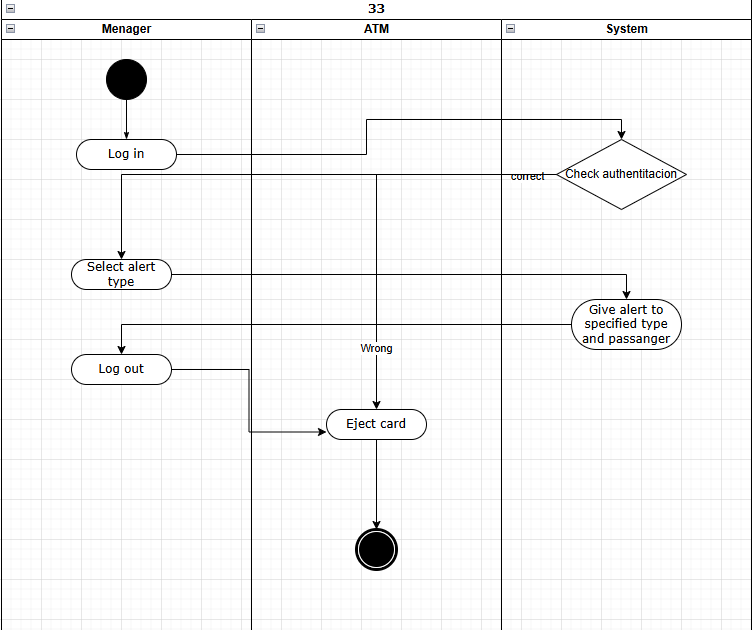 33
Menager
ATM
System
Log in
correct
Check authentitacion
Select alert
type
Give alert to
specified type
and passanger
Wrong
Log out
Eject card